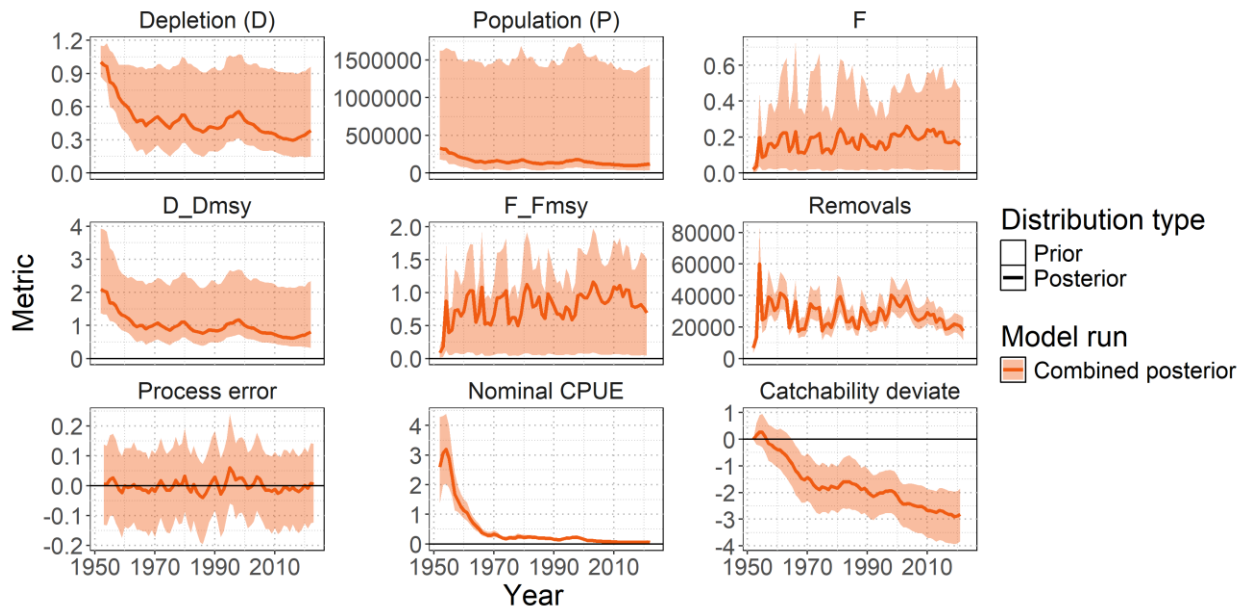 Depletion (D)
1.2
0.9
0.6
0.3
0.0
Population (P)
1500000
1000000
500000
0
F
0.6
0.4
0.2
0.0
D_Dmsy
4
3
2
1
0
F_Fmsy
2.0
1.5
1.0
0.5
0.0
Removals
80000
60000
40000
20000
0
Process error
0.2
0.1
0.0
-0.1
-0.2
1950 1970 1990 2010
Nominal CPUE
4
3
2
1
0
1950 1970 1990 2010
Catchability deviate
1
0
-1
-2
-3
-4
1950 1970 1990 2010
Metric
Year
Distribution type
Prior
Posterior
Model run
Combined posterior